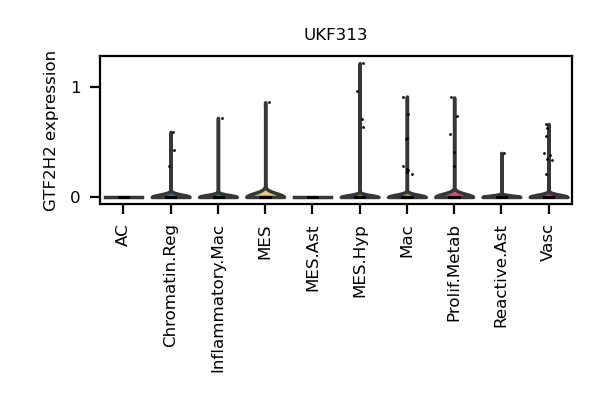 UKF313
GTF2H2 expression
1
0
AC
Chromatin.Reg
Inflammatory.Mac
MES
MES.Ast
MES.Hyp
Mac
Prolif.Metab
Reactive.Ast
Vasc